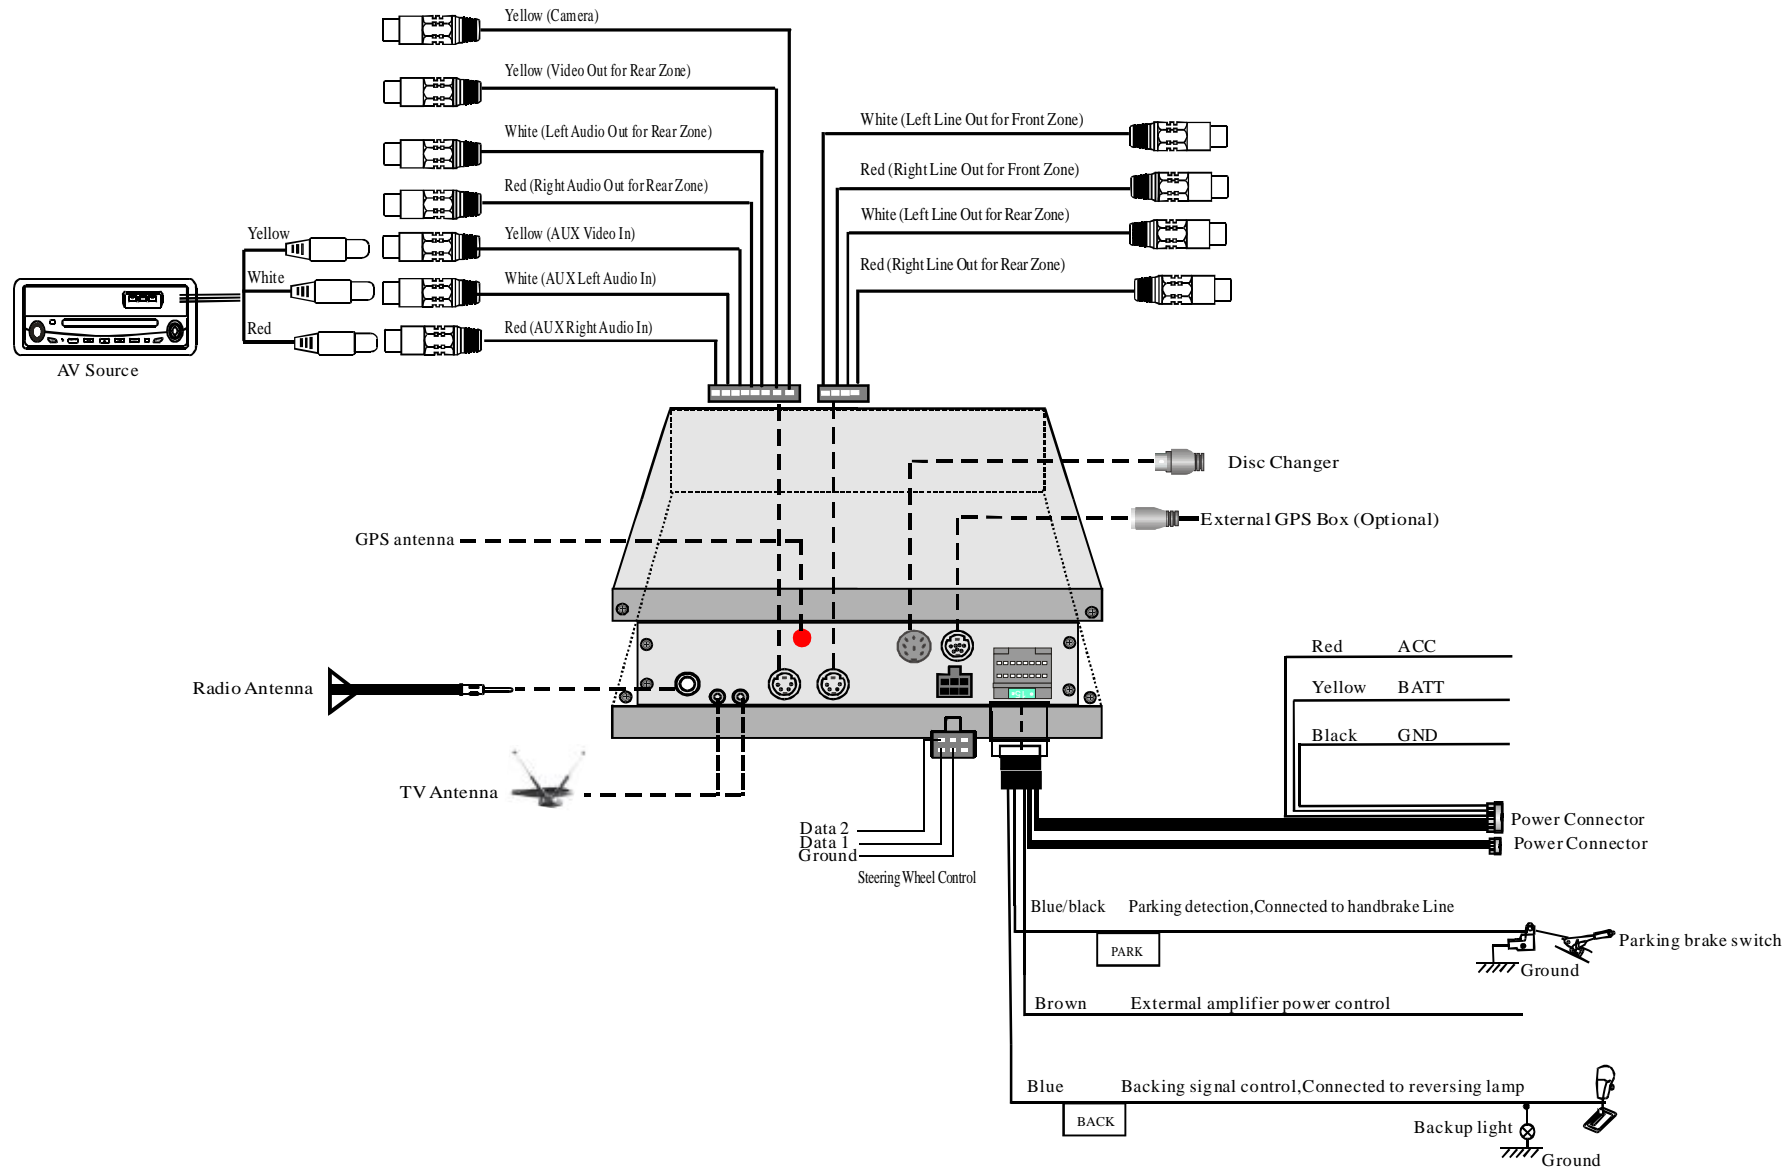 Yellow (Camera)
Yellow (Video Out for Rear Zone)
White (Left Audio Out for Rear Zone)
Red (Right Audio Out for Rear Zone)
Yellow (AUX Video In)
White (AUX Left Audio In)
Red (AUX Right Audio In)
Yellow
White
Red
AV Source
White (Left Line Out for Front Zone)
Red (Right Line Out for Front Zone)
White (Left Line Out for Rear Zone)
Red (Right Line Out for Rear Zone)
Disc Changer
External GPS Box (Optional)
GPS antenna
Radio Antenna
TV Antenna
Data 2
Data 1
Ground
Steering Wheel Control
Red ACC
Yellow BATT
Black GND
Power Connector
Power Connector
Blue/black Parking detection,Connected to handbrake Line
PARK
Parking brake switch
Ground
Brown Extermal amplifier power control
Blue Backing signal control,Connected to reversing lamp
BACK
Backup light
Ground